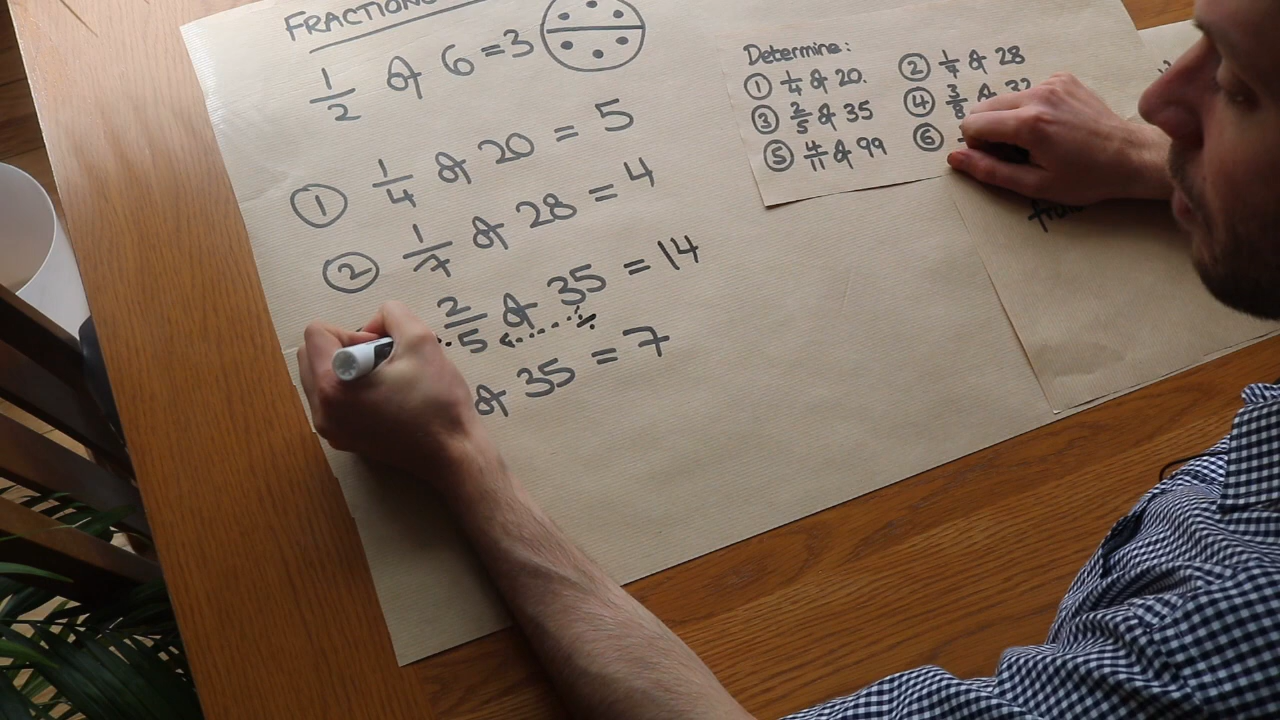 FRACTIONS
1/2 of 6 = 3
① 1/4 of 20 = 5
② 1/7 of 28 = 4
2/5 of 35 = 14
÷
of 35 = 7
Determine:
① 1/4 of 20. ② 1/7 of 28
③ 2/5 of 35 ④ 3/8 of 32
⑤ 4/11 of 99 ⑥